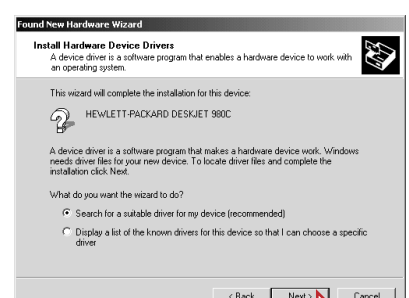 Found New Hardware Wizard
Install Hardware Device Drivers
A device driver is a software program that enables a hardware device to work with
an operating system.
This wizard will complete the installation for this device:
HEWLETT-PACKARD DESKJET 980C
A device driver is a software program that makes a hardware device work. Windows
needs driver files for your new device. To locate driver files and complete the
installation click Next.
What do you want the wizard to do?
Search for a suitable driver for my device (recommended)
Display a list of the known drivers for this device so that I can choose a specific
driver
< Back Next > Cancel